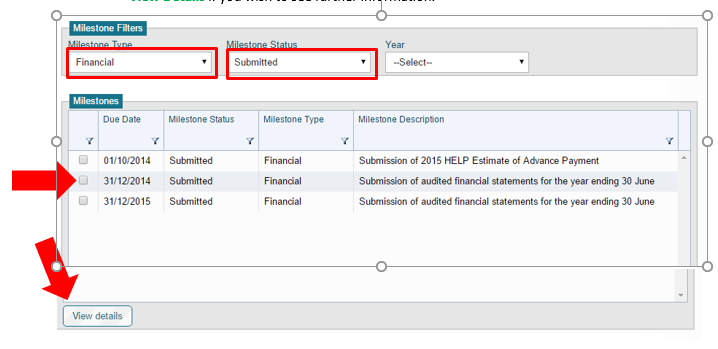 View Details if you wish to see further information.
Milestone Filters
Milestone Type Milestone Status Year
Financial Submitted --Select--
Milestones
Due Date Milestone Status Milestone Type Milestone Description
01/10/2014 Submitted Financial Submission of 2015 HELP Estimate of Advance Payment
31/12/2014 Submitted Financial Submission of audited financial statements for the year ending 30 June
31/12/2015 Submitted Financial Submission of audited financial statements for the year ending 30 June
View details